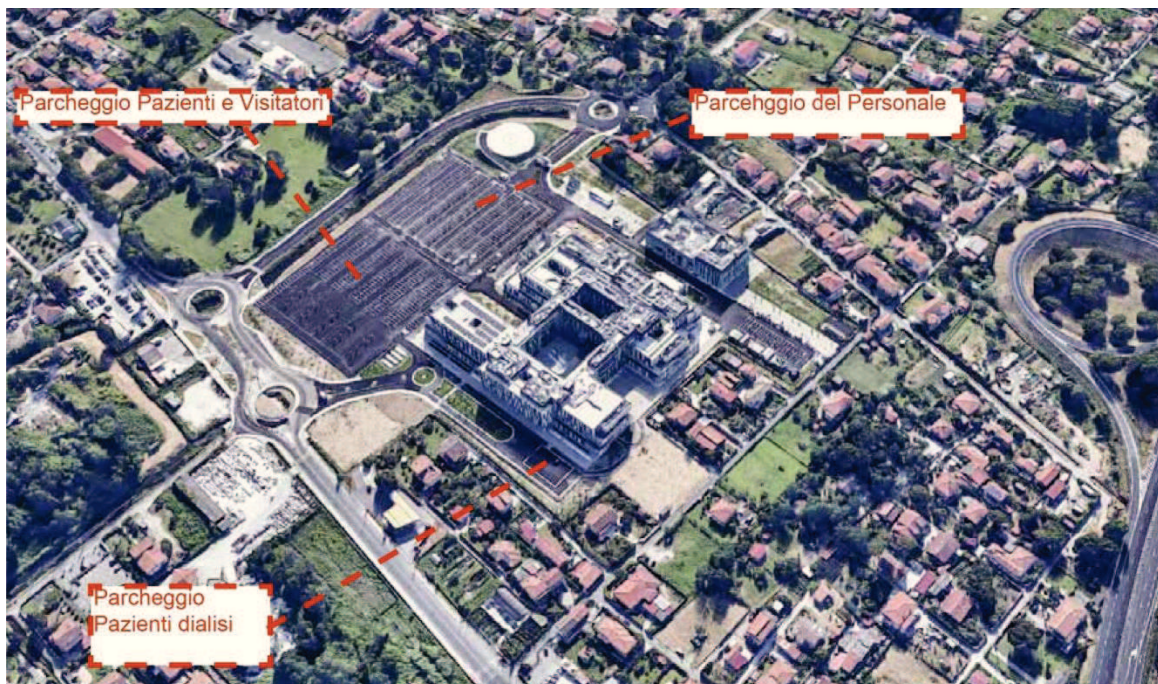 Parcheggio Pazienti e Visitatori
Parcehggio del Personale
Parcheggio
Pazienti dialisi